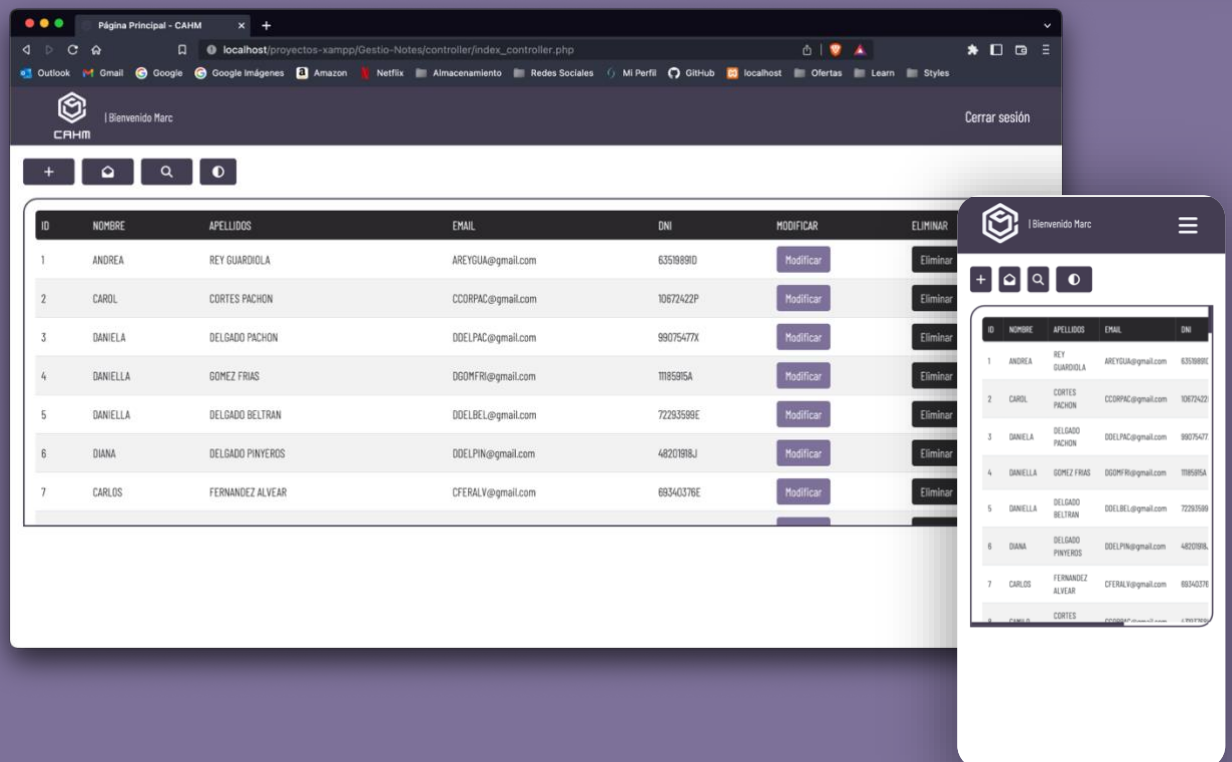 Página Principal - CAHM
localhost/proyectos-xampp/Gestio-Notes/controller/index_controller.php
Outlook Gmail Google Google Imágenes Amazon Netflix Almacenamiento Redes Sociales Mi Perfil GitHub localhost Ofertas Learn Styles
CAHM | Bienvenido Marc Cerrar sesión
ID NOMBRE APELLIDOS EMAIL DNI MODIFICAR ELIMINAR
1 ANDREA REY GUARDIOLA AREYGUA@gmail.com 63519891D Modificar Eliminar
2 CAROL CORTES PACHON CCORPAC@gmail.com 10672422P Modificar Eliminar
3 DANIELA DELGADO PACHON DDELPAC@gmail.com 99075477X Modificar Eliminar
4 DANIELLA GOMEZ FRIAS DGOMFRI@gmail.com 11185915A Modificar Eliminar
5 DANIELLA DELGADO BELTRAN DDELBEL@gmail.com 72293599E Modificar Eliminar
6 DIANA DELGADO PINYEROS DDELPIN@gmail.com 48201918J Modificar Eliminar
7 CARLOS FERNANDEZ ALVEAR CFERALV@gmail.com 69340376E Modificar Eliminar
| Bienvenido Marc
ID NOMBRE APELLIDOS EMAIL DNI
1 ANDREA REY GUARDIOLA AREYGUA@gmail.com 63519891D
2 CAROL CORTES PACHON CCORPAC@gmail.com 10672422
3 DANIELA DELGADO PACHON DDELPAC@gmail.com 99075477
4 DANIELLA GOMEZ FRIAS DGOMFRI@gmail.com 11185915A
5 DANIELLA DELGADO BELTRAN DDELBEL@gmail.com 72293599
6 DIANA DELGADO PINYEROS DDELPIN@gmail.com 48201918J
7 CARLOS FERNANDEZ ALVEAR CFERALV@gmail.com 69340376
CORTES